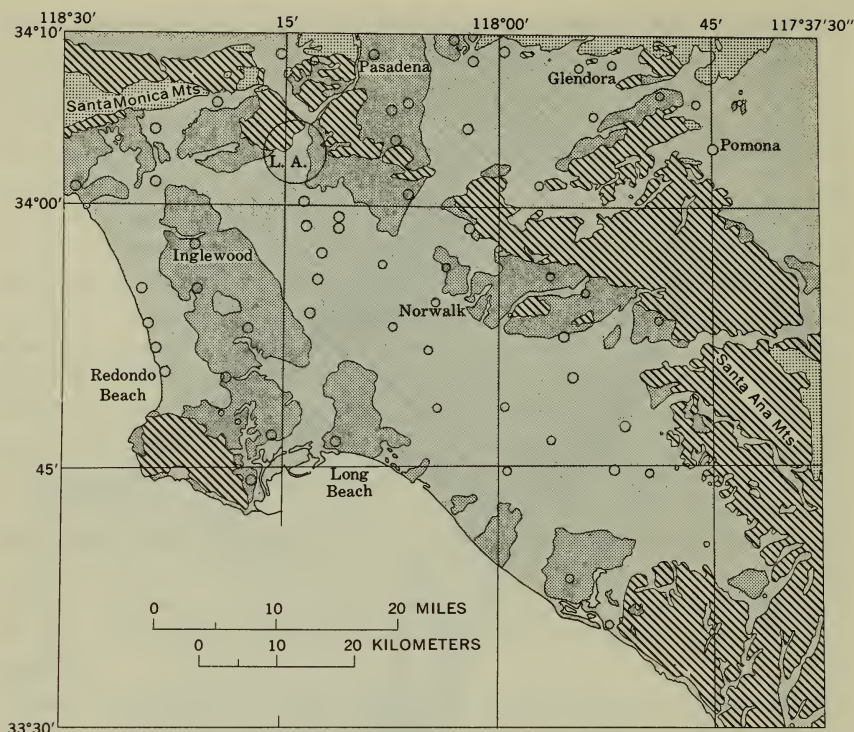 118°30'
15'
118°00'
45'
117°37'30"
34°10'
Pasadena
Glendora
Santa Monica Mts.
L. A.
Pomona
34°00'
Inglewood
Norwalk
Redondo
Beach
Santa Ana Mts.
45'
Long
Beach
0 10 20 MILES
0 10 20 KILOMETERS
33°30'